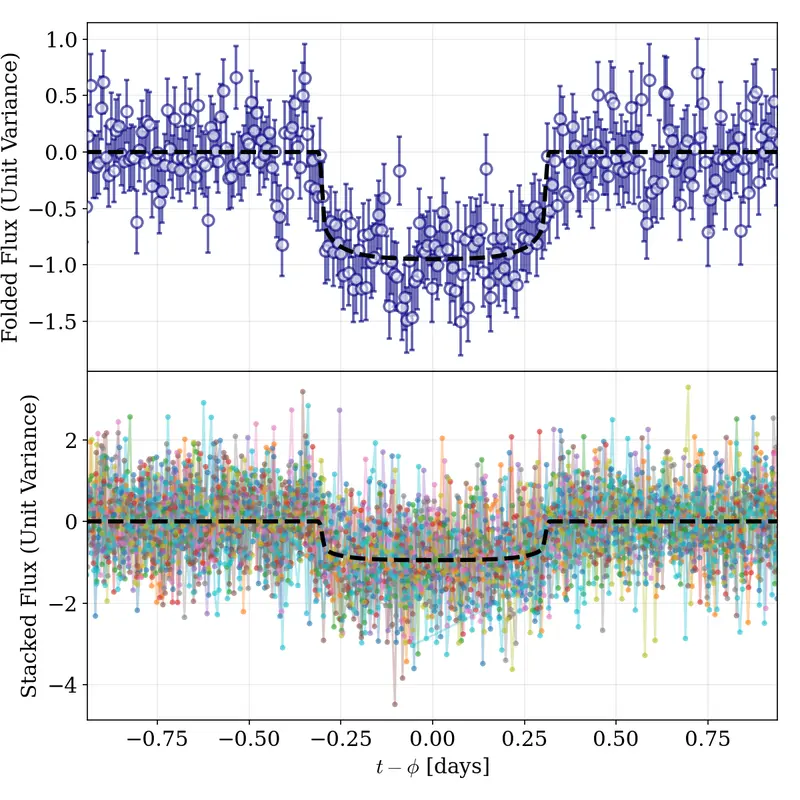 Folded Flux (Unit Variance)
1.0
0.5
0.0
−0.5
−1.0
−1.5
Stacked Flux (Unit Variance)
2
0
−2
−4
−0.75 −0.50 −0.25 0.00 0.25 0.50 0.75
t − ϕ [days]